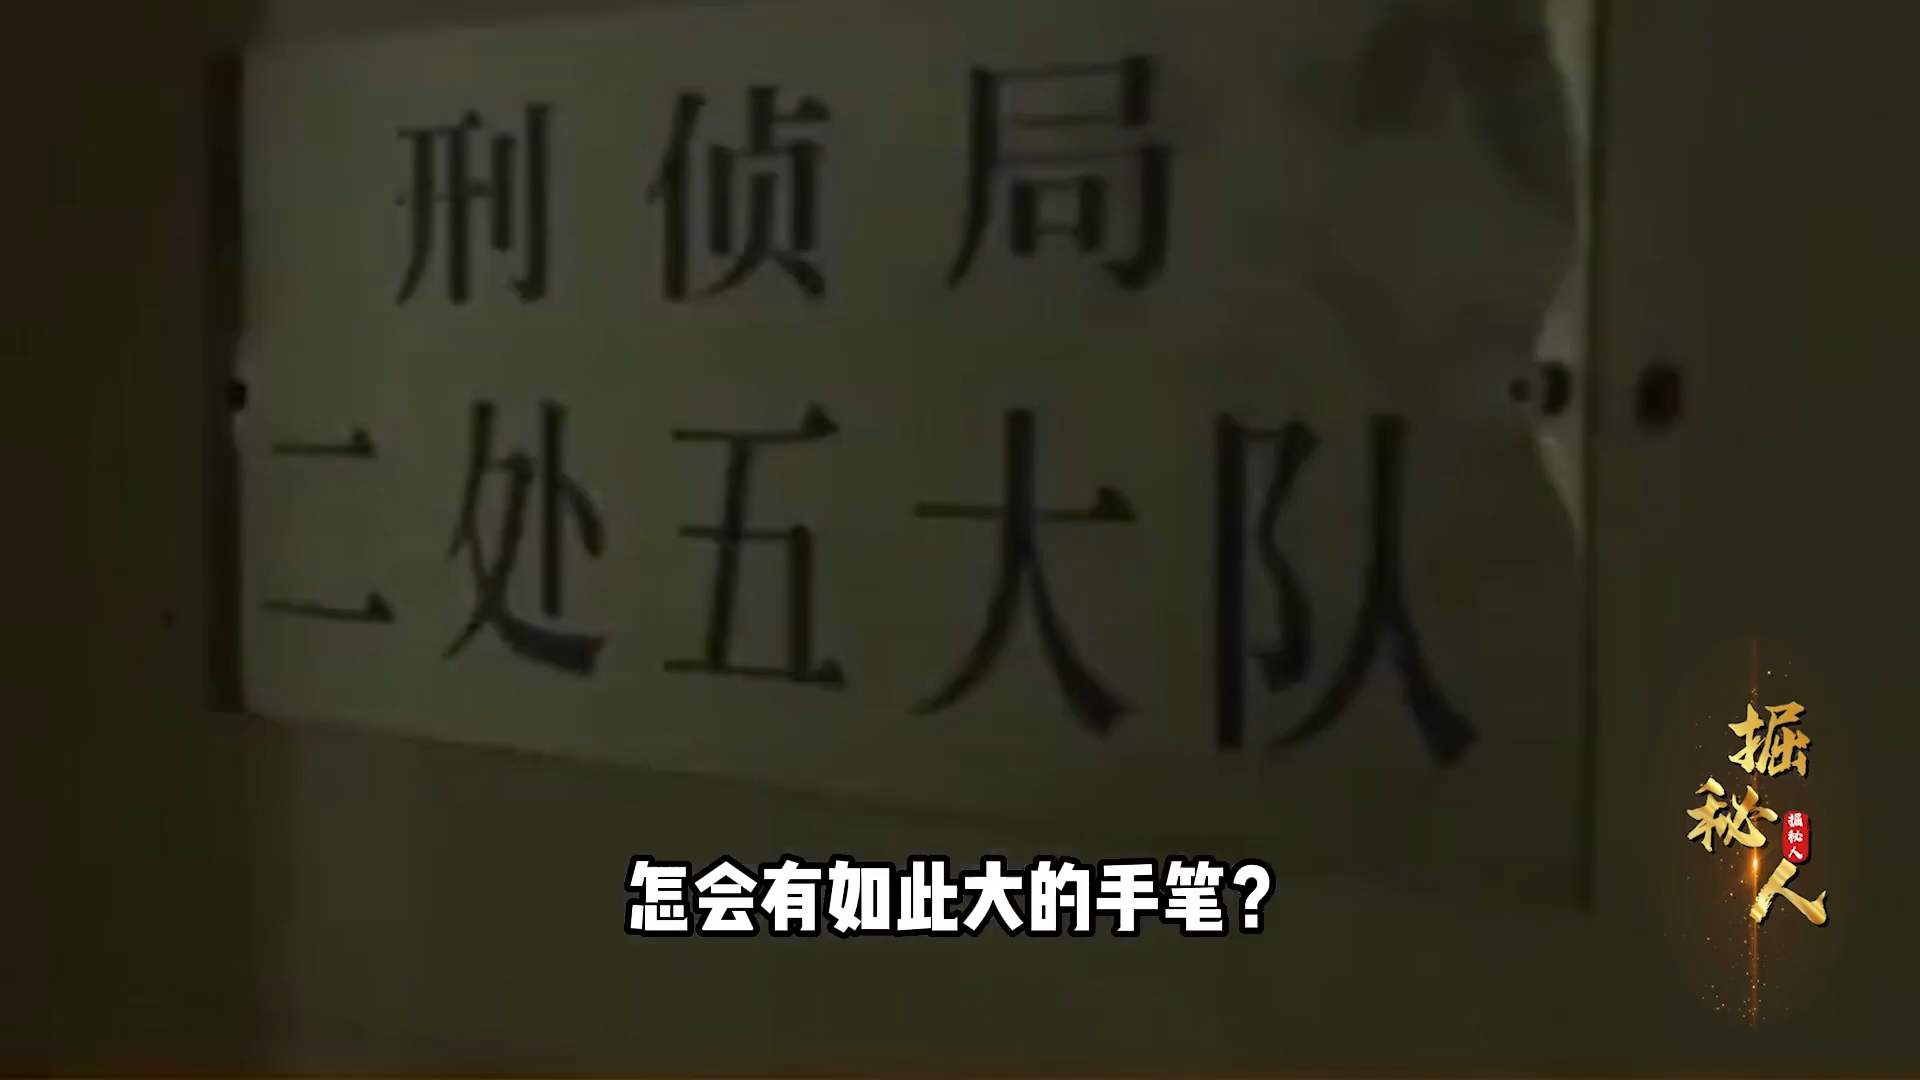 刑侦局
二处五大队
掘秘人
掘秘人
怎会有如此大的手笔？